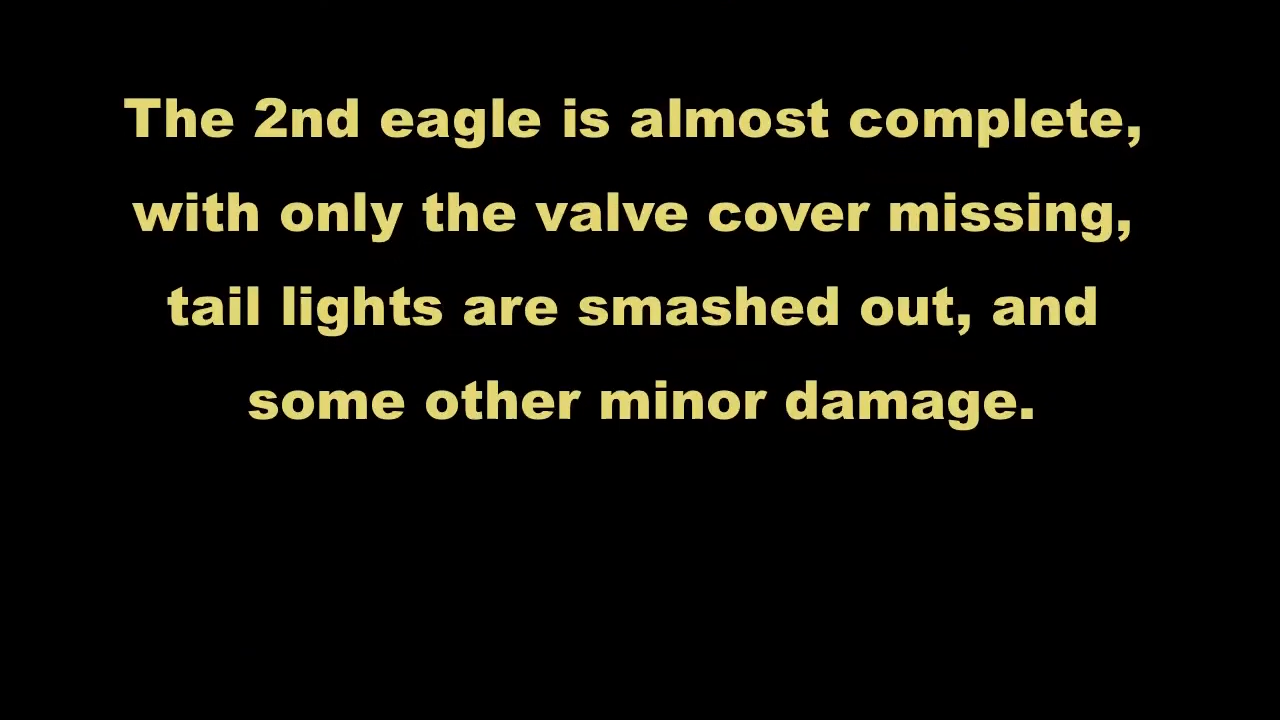 The 2nd eagle is almost complete,
with only the valve cover missing,
tail lights are smashed out, and
some other minor damage.